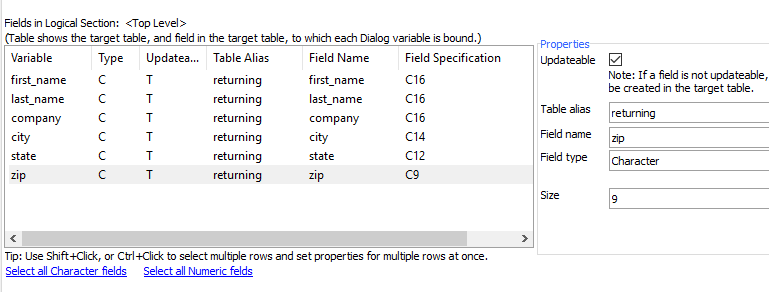 Fields in Logical Section: <Top Level>
(Table shows the target table, and field in the target table, to which each Dialog variable is bound.)
Variable Type Updatea... Table Alias Field Name Field Specification
first_name C T returning first_name C16
last_name C T returning last_name C16
company C T returning company C16
city C T returning city C14
state C T returning state C12
zip C T returning zip C9
Tip: Use Shift+Click, or Ctrl+Click to select multiple rows and set properties for multiple rows at once.
Select all Character fields Select all Numeric felds
Properties
Updateable
Note: If a field is not updateable,
be created in the target table.
Table alias returning
Field name zip
Field type Character
Size 9